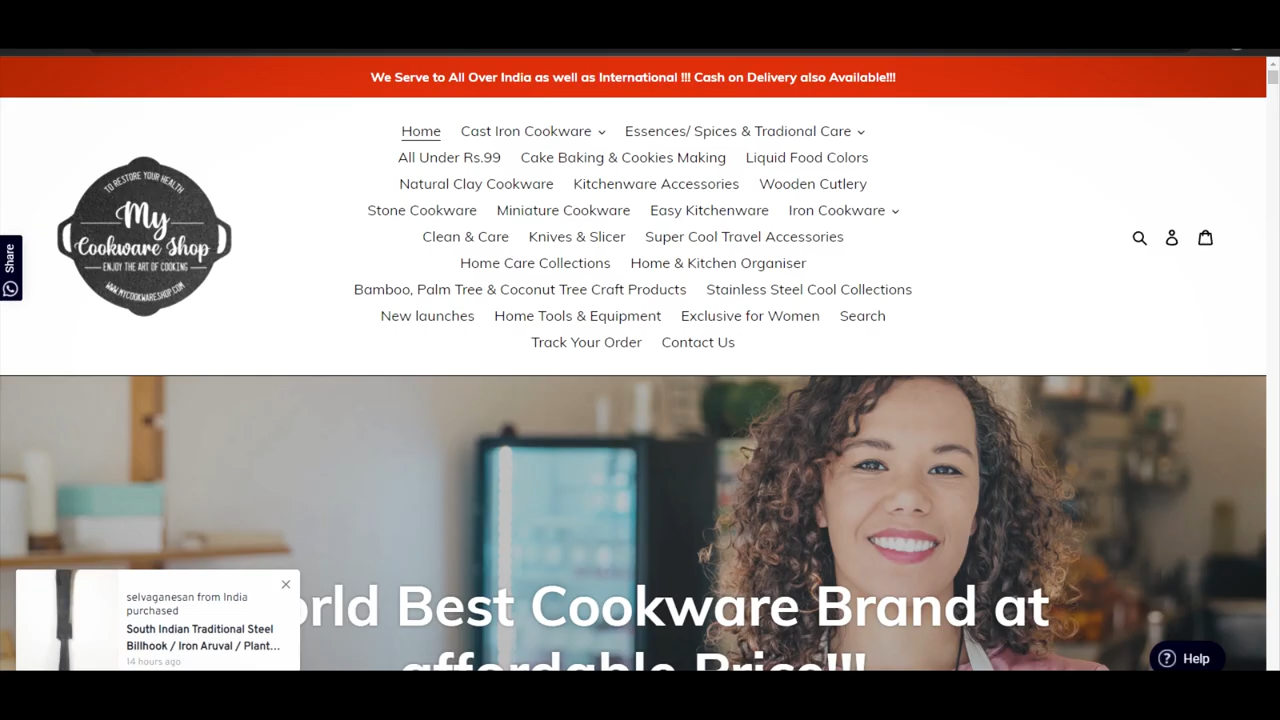 We Serve to All Over India as well as International !!! Cash on Delivery also Available!!!
Home Cast Iron Cookware Essences/ Spices & Tradional Care
All Under Rs.99 Cake Baking & Cookies Making Liquid Food Colors
Natural Clay Cookware Kitchenware Accessories Wooden Cutlery
Stone Cookware Miniature Cookware Easy Kitchenware Iron Cookware
Clean & Care Knives & Slicer Super Cool Travel Accessories
Home Care Collections Home & Kitchen Organiser
Bamboo, Palm Tree & Coconut Tree Craft Products Stainless Steel Cool Collections
New launches Home Tools & Equipment Exclusive for Women Search
Track Your Order Contact Us
TO RESTORE YOUR HEALTH
My
Cookware Shop
ENJOY THE ART OF COOKING
WWW.MYCOOKWARESHOP.COM
Share
Best Cookware Brand at
affordable Price!!!
selvaganesan from India
purchased
South Indian Traditional Steel
Billhook / Iron Aruval / Plant...
14 hours ago
Help